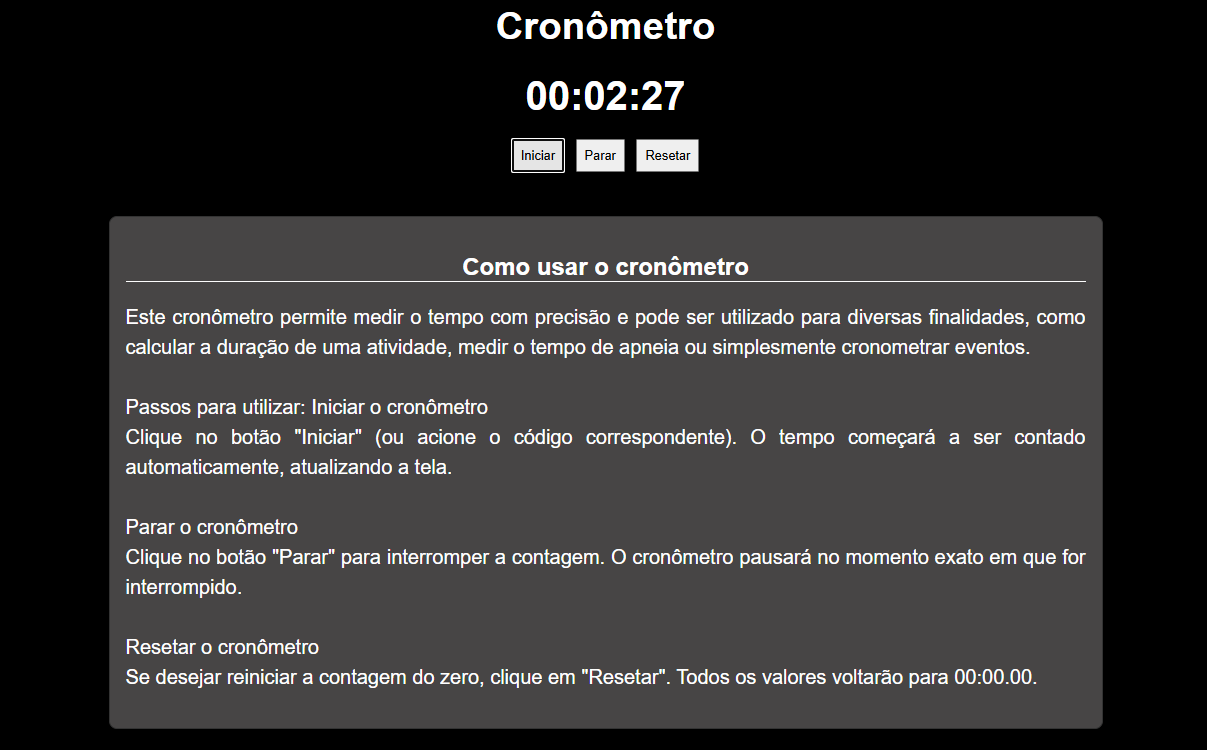 Cronômetro
00:02:27
Iniciar Parar Resetar
Como usar o cronômetro
Este cronômetro permite medir o tempo com precisão e pode ser utilizado para diversas finalidades, como
calcular a duração de uma atividade, medir o tempo de apneia ou simplesmente cronometrar eventos.
Passos para utilizar: Iniciar o cronômetro
Clique no botão "Iniciar" (ou acione o código correspondente). O tempo começará a ser contado
automaticamente, atualizando a tela.
Parar o cronômetro
Clique no botão "Parar" para interromper a contagem. O cronômetro pausará no momento exato em que for
interrompido.
Resetar o cronômetro
Se desejar reiniciar a contagem do zero, clique em "Resetar". Todos os valores voltarão para 00:00.00.